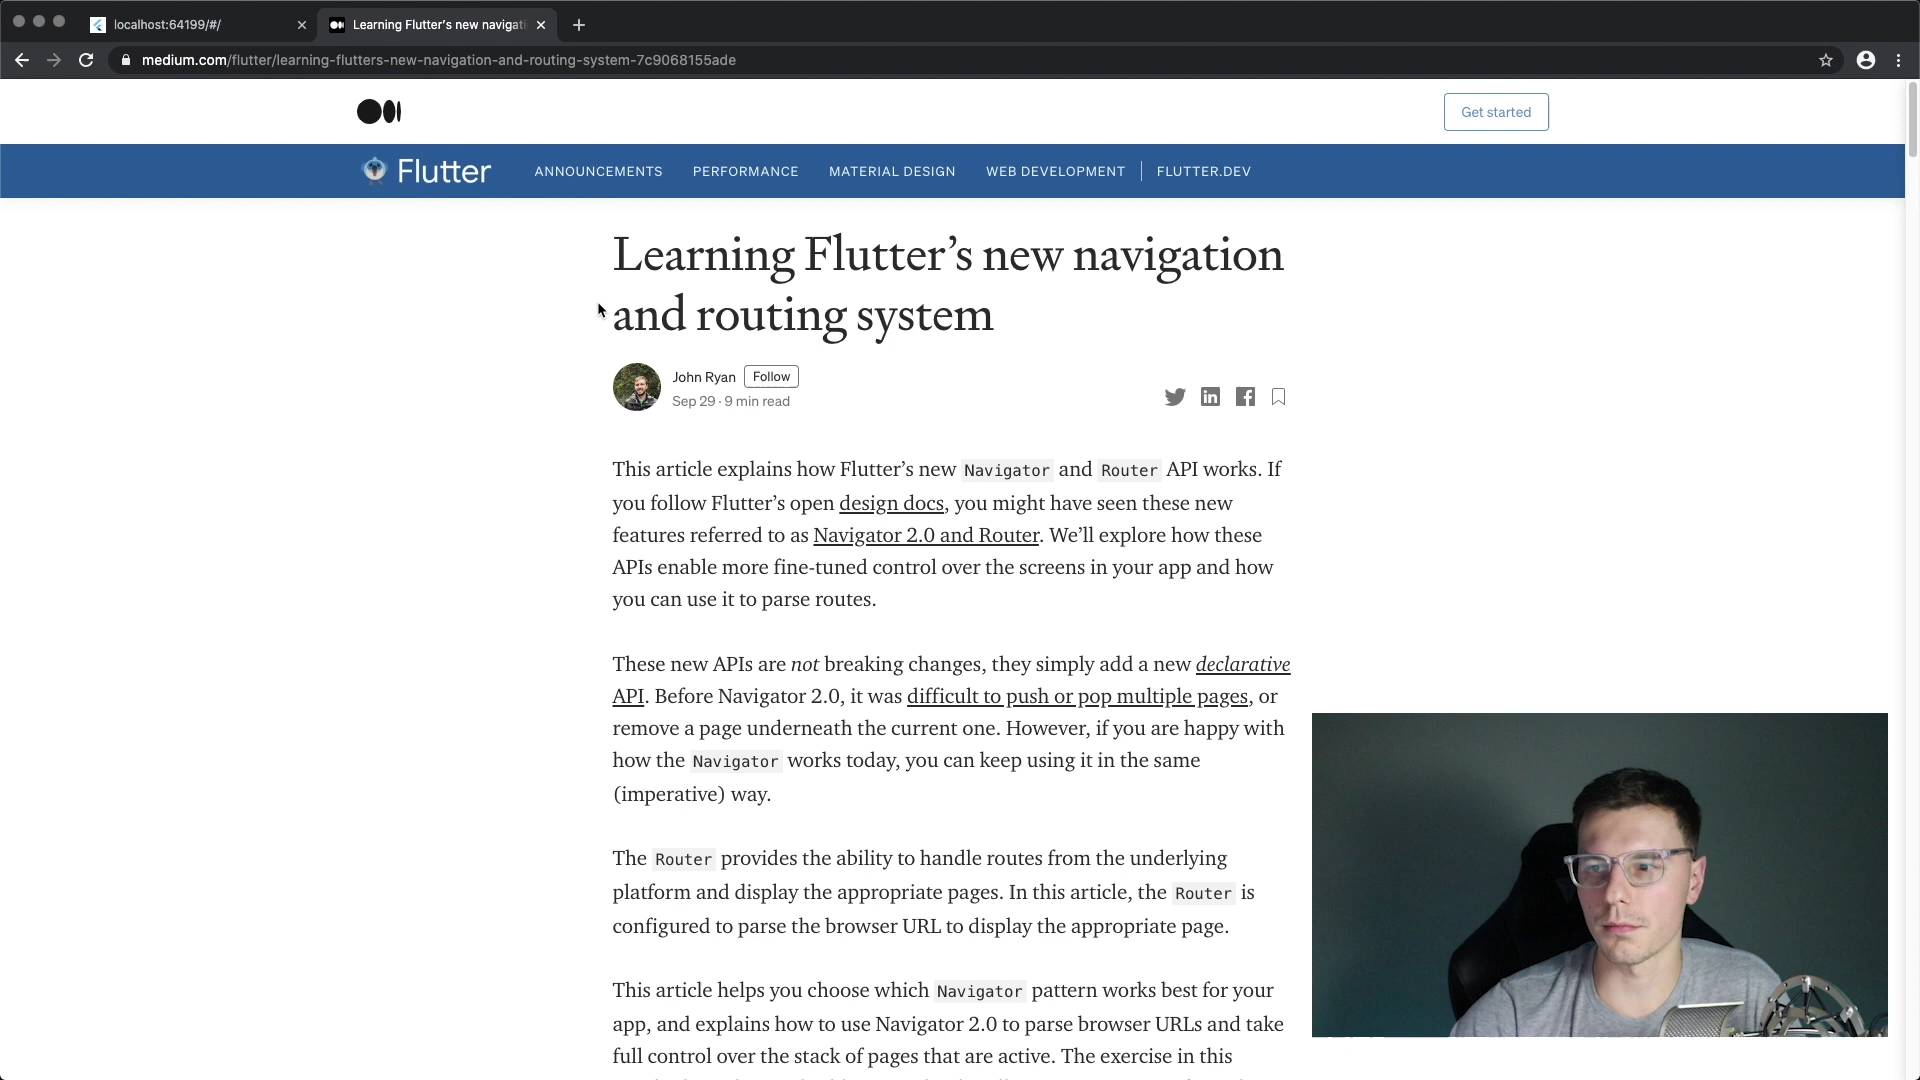 localhost:64199/#/
Learning Flutter's new navigati
medium.com/flutter/learning-flutters-new-navigation-and-routing-system-7c9068155ade
Get started
Flutter
ANNOUNCEMENTS
PERFORMANCE
MATERIAL DESIGN
WEB DEVELOPMENT
FLUTTER.DEV
Learning Flutter’s new navigation
and routing system
John Ryan
Follow
Sep 29 · 9 min read
This article explains how Flutter’s new Navigator and Router API works. If
you follow Flutter’s open design docs, you might have seen these new
features referred to as Navigator 2.0 and Router. We’ll explore how these
APIs enable more fine-tuned control over the screens in your app and how
you can use it to parse routes.
These new APIs are not breaking changes, they simply add a new declarative
API. Before Navigator 2.0, it was difficult to push or pop multiple pages, or
remove a page underneath the current one. However, if you are happy with
how the Navigator works today, you can keep using it in the same
(imperative) way.
The Router provides the ability to handle routes from the underlying
platform and display the appropriate pages. In this article, the Router is
configured to parse the browser URL to display the appropriate page.
This article helps you choose which Navigator pattern works best for your
app, and explains how to use Navigator 2.0 to parse browser URLs and take
full control over the stack of pages that are active. The exercise in this